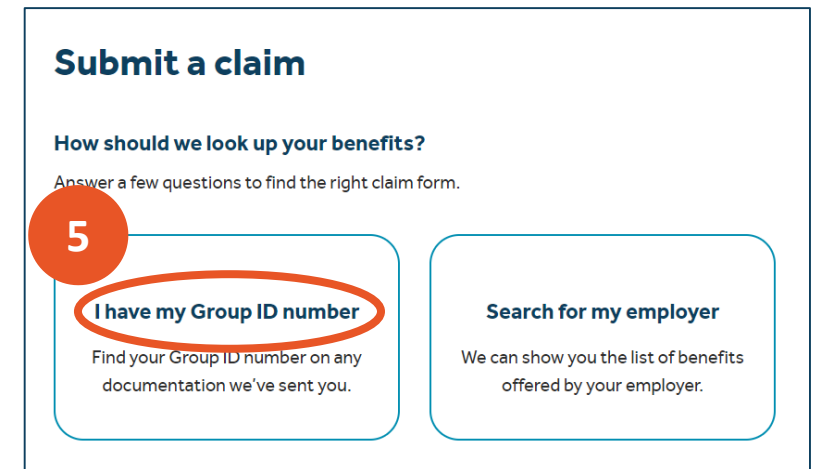 Submit a claim
How should we look up your benefits?
Answer a few questions to find the right claim form.
5
I have my Group ID number
Find your Group ID number on any
documentation we've sent you.
Search for my employer
We can show you the list of benefits
offered by your employer.